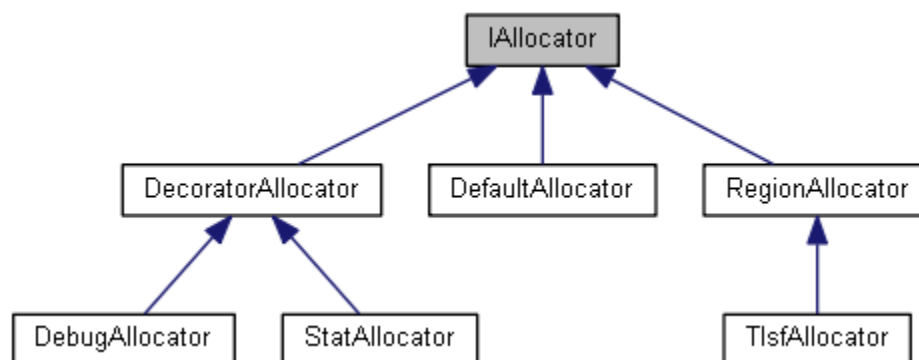 IAllocator
DecoratorAllocator
DefaultAllocator
RegionAllocator
DebugAllocator
StatAllocator
TlsfAllocator